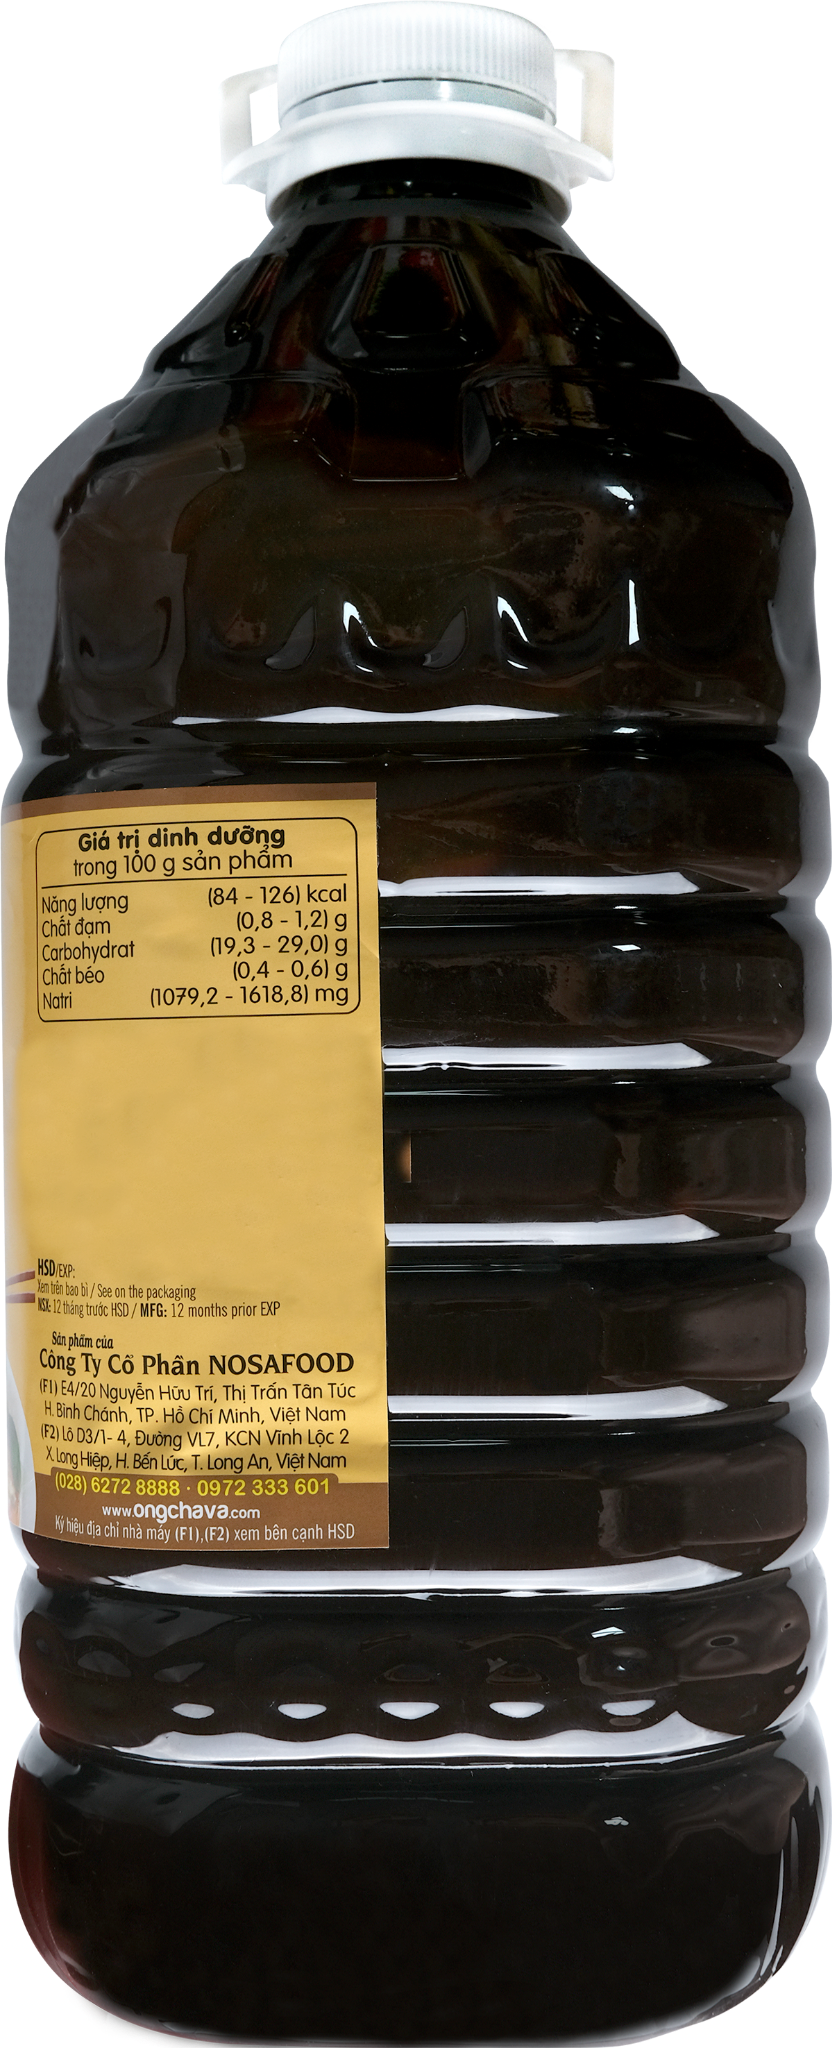 Giá trị dinh dưỡng
trong 100 g sản phẩm
Năng lượng (84 - 126) kcal
Chất đạm (0,8 - 1,2) g
Carbohydrat (19,3 - 29,0) g
Chất béo (0,4 - 0,6) g
Natri (1079,2 - 1618,8) mg
HSD/EXP:
Xem trên bao bì / See on the packaging
NSX: 12 tháng trước HSD / MFG: 12 months prior EXP
Sản phẩm của
Công Ty Cổ Phần NOSAFOOD
(F1) E4/20 Nguyễn Hữu Trí, Thị Trấn Tân Túc
H. Bình Chánh, TP. Hồ Chí Minh, Việt Nam
(F2) Lô D3/1- 4, Đường VL7, KCN Vĩnh Lộc 2
X. Long Hiệp, H. Bến Lức, T. Long An, Việt Nam
(028) 6272 8888 · 0972 333 601
www.ongchava.com
Ký hiệu địa chỉ nhà máy (F1),(F2) xem bên cạnh HSD